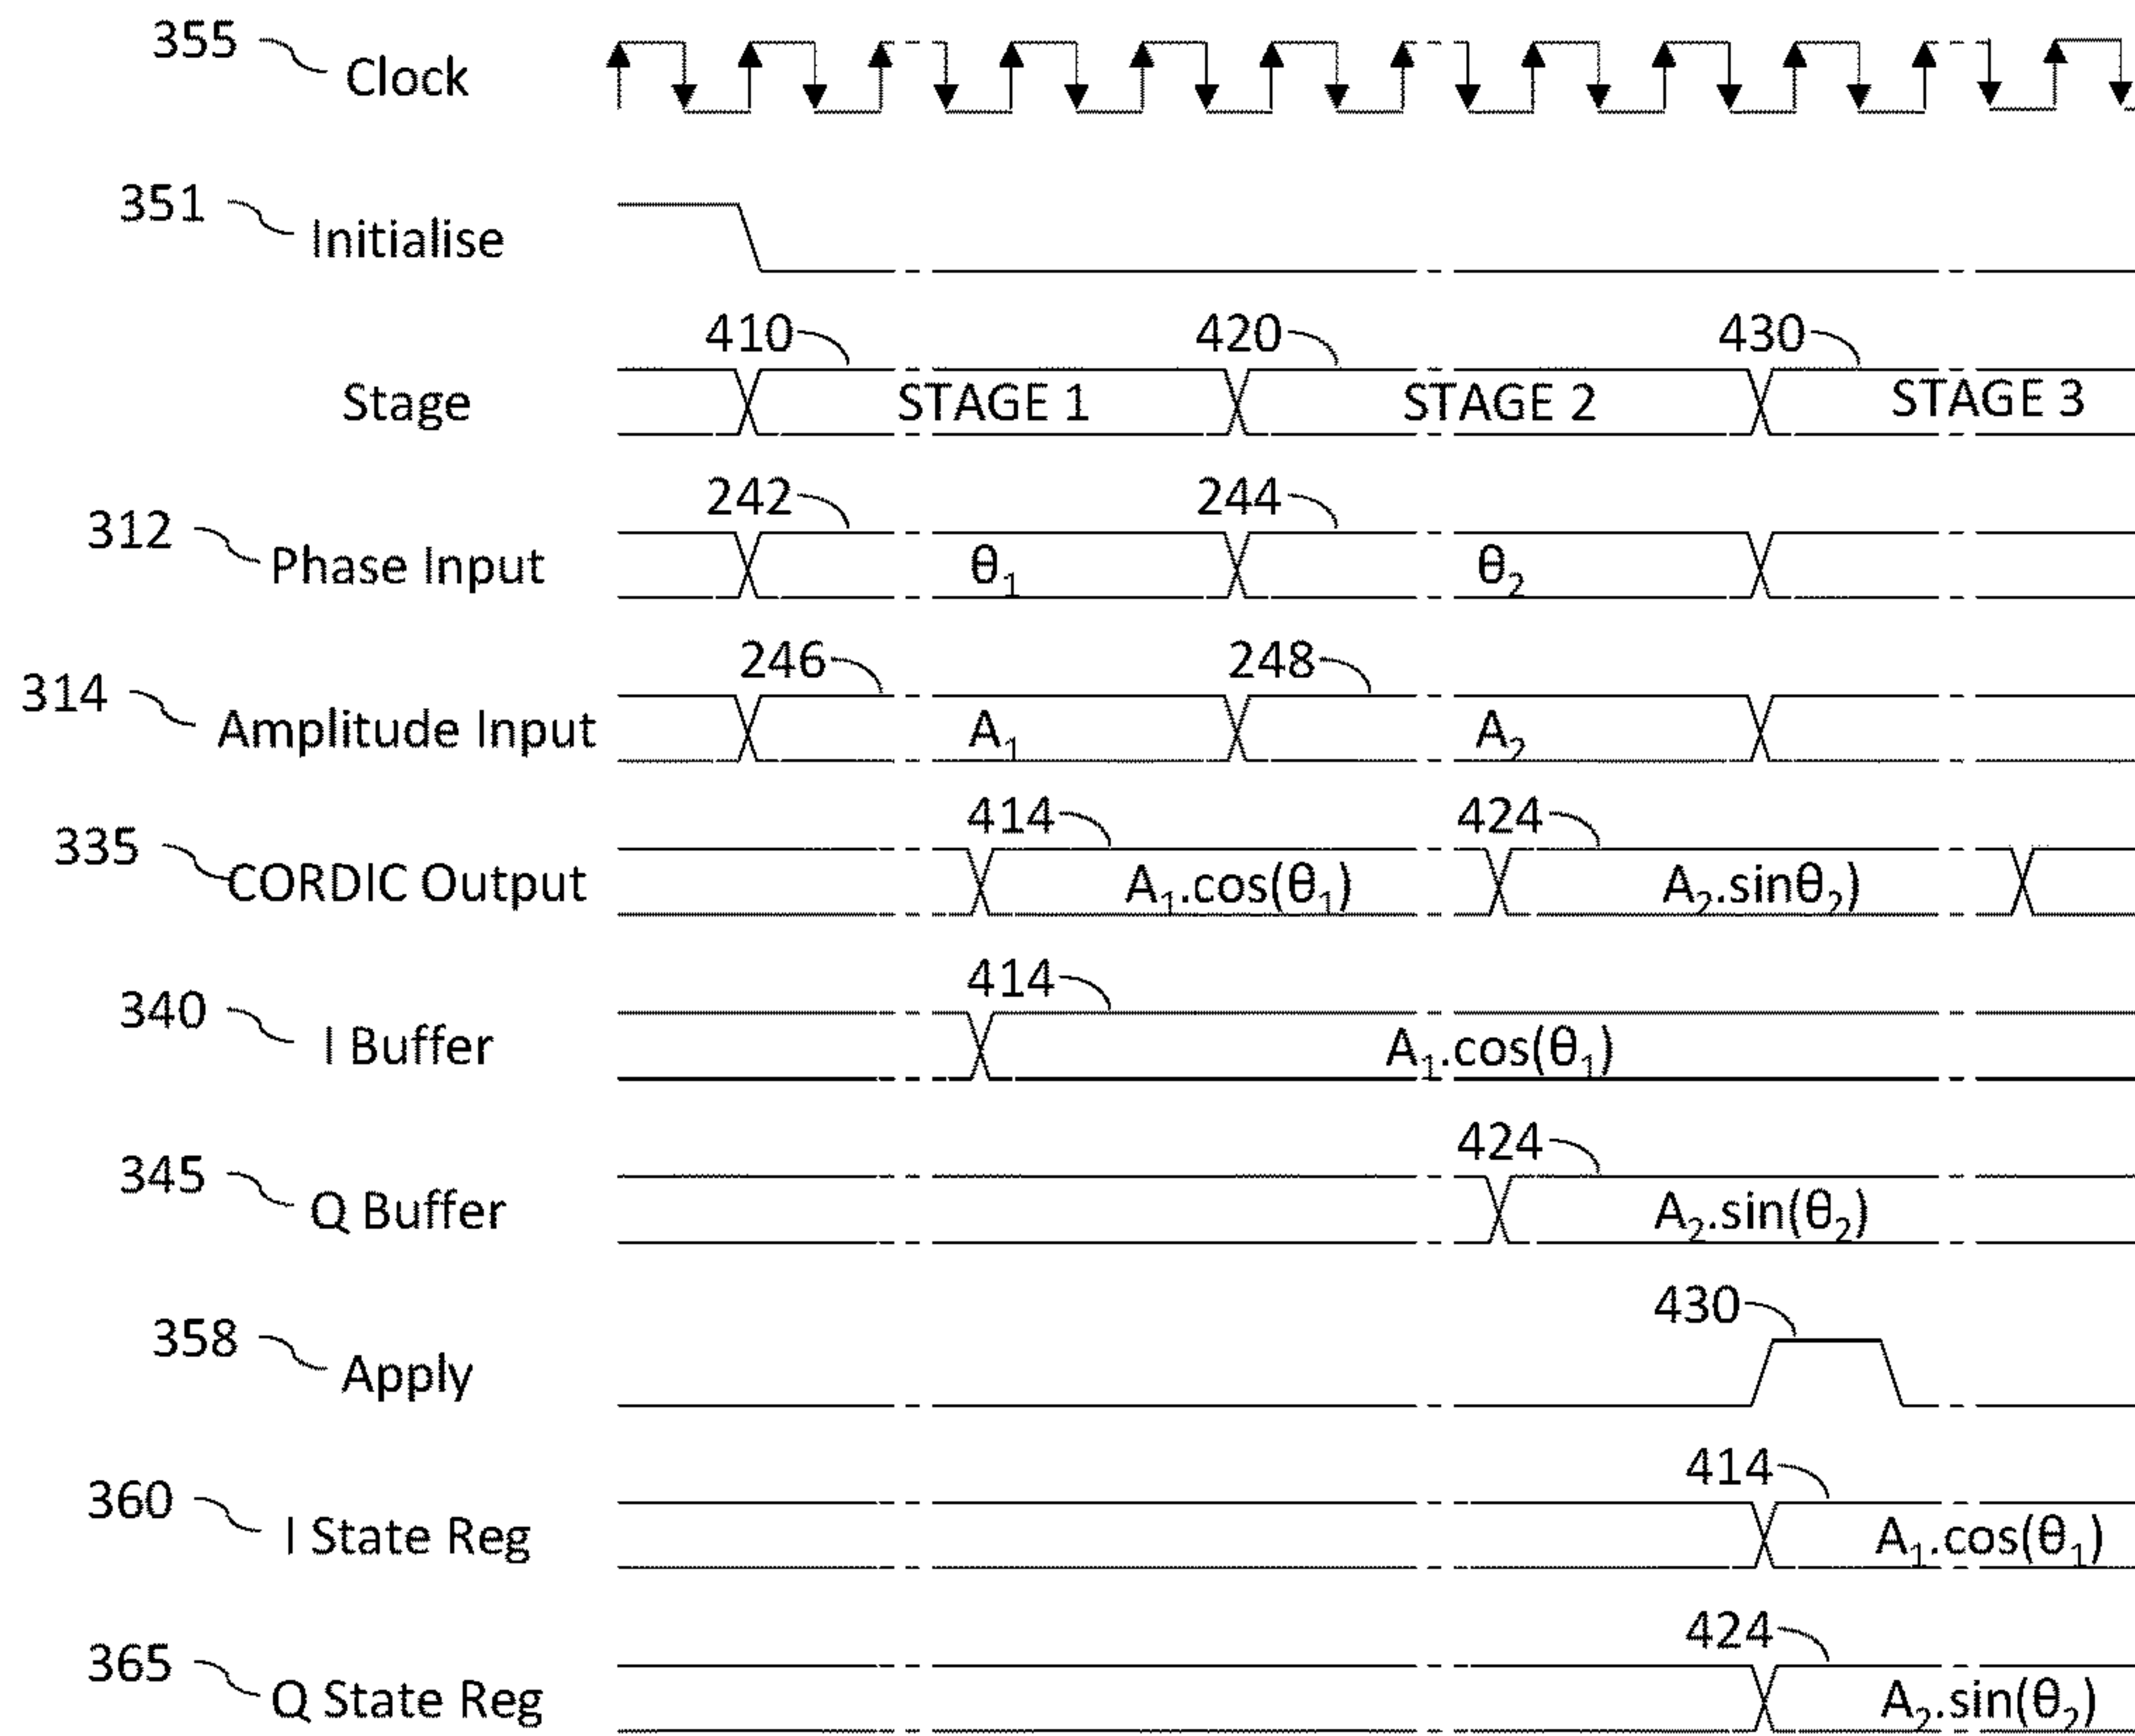 355 Clock
351 Initialise
410 420 430
Stage STAGE 1 STAGE 2 STAGE 3
242 244
312 Phase Input θ₁ θ₂
246 248
314 Amplitude Input A₁ A₂
414 424
335 CORDIC Output A₁.cos(θ₁) A₂.sinθ₂)
414
340 I Buffer A₁.cos(θ₁)
424
345 Q Buffer A₂.sin(θ₂)
430
358 Apply
414
360 I State Reg A₁.cos(θ₁)
424
365 Q State Reg A₂.sin(θ₂)